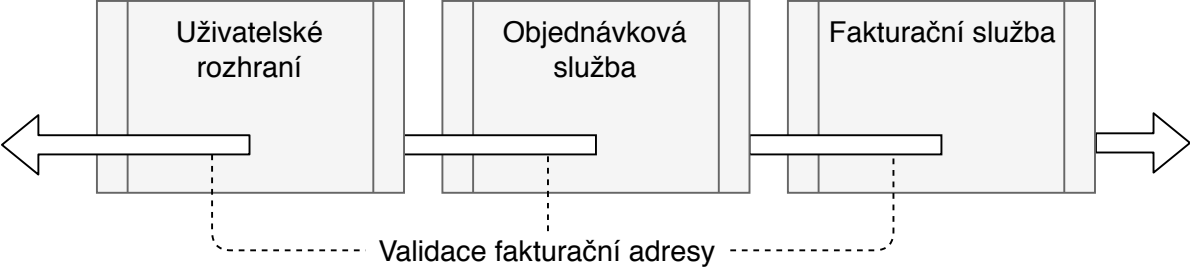 Uživatelské
rozhraní
Objednávková
služba
Fakturační služba
Validace fakturační adresy